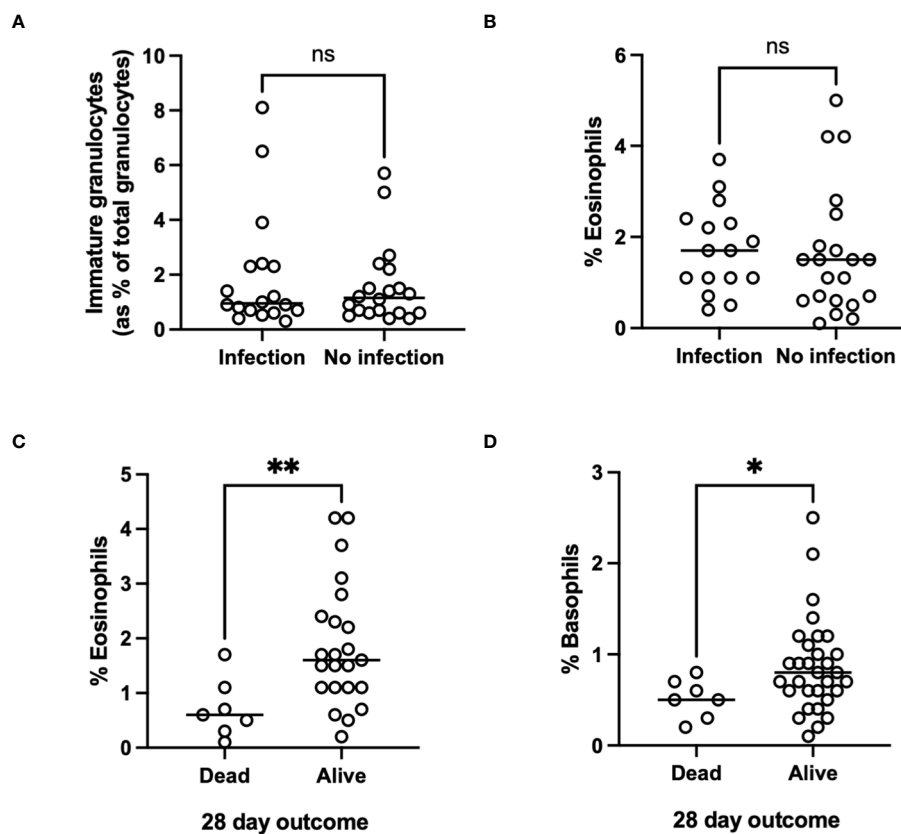 A
B
ns
ns
Immature granulocytes
(as % of total granulocytes)
10
8
6
4
2
0
Infection
No infection
% Eosinophils
6
4
2
0
Infection
No infection
C
D
**
*
% Eosinophils
5
4
3
2
1
0
Dead
Alive
28 day outcome
% Basophils
3
2
1
0
Dead
Alive
28 day outcome